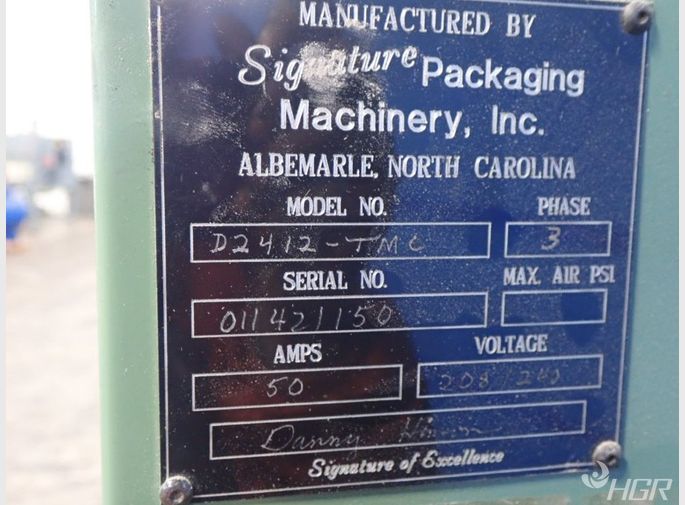 MANUFACTURED BY
Signature Packaging
Machinery, Inc.
ALBEMARLE, NORTH CAROLINA
MODEL NO. PHASE
D2412-TMC 3
SERIAL NO. MAX. AIR PSI
011421150
AMPS VOLTAGE
50 208/240
Danny
Signature of Excellence
HGR